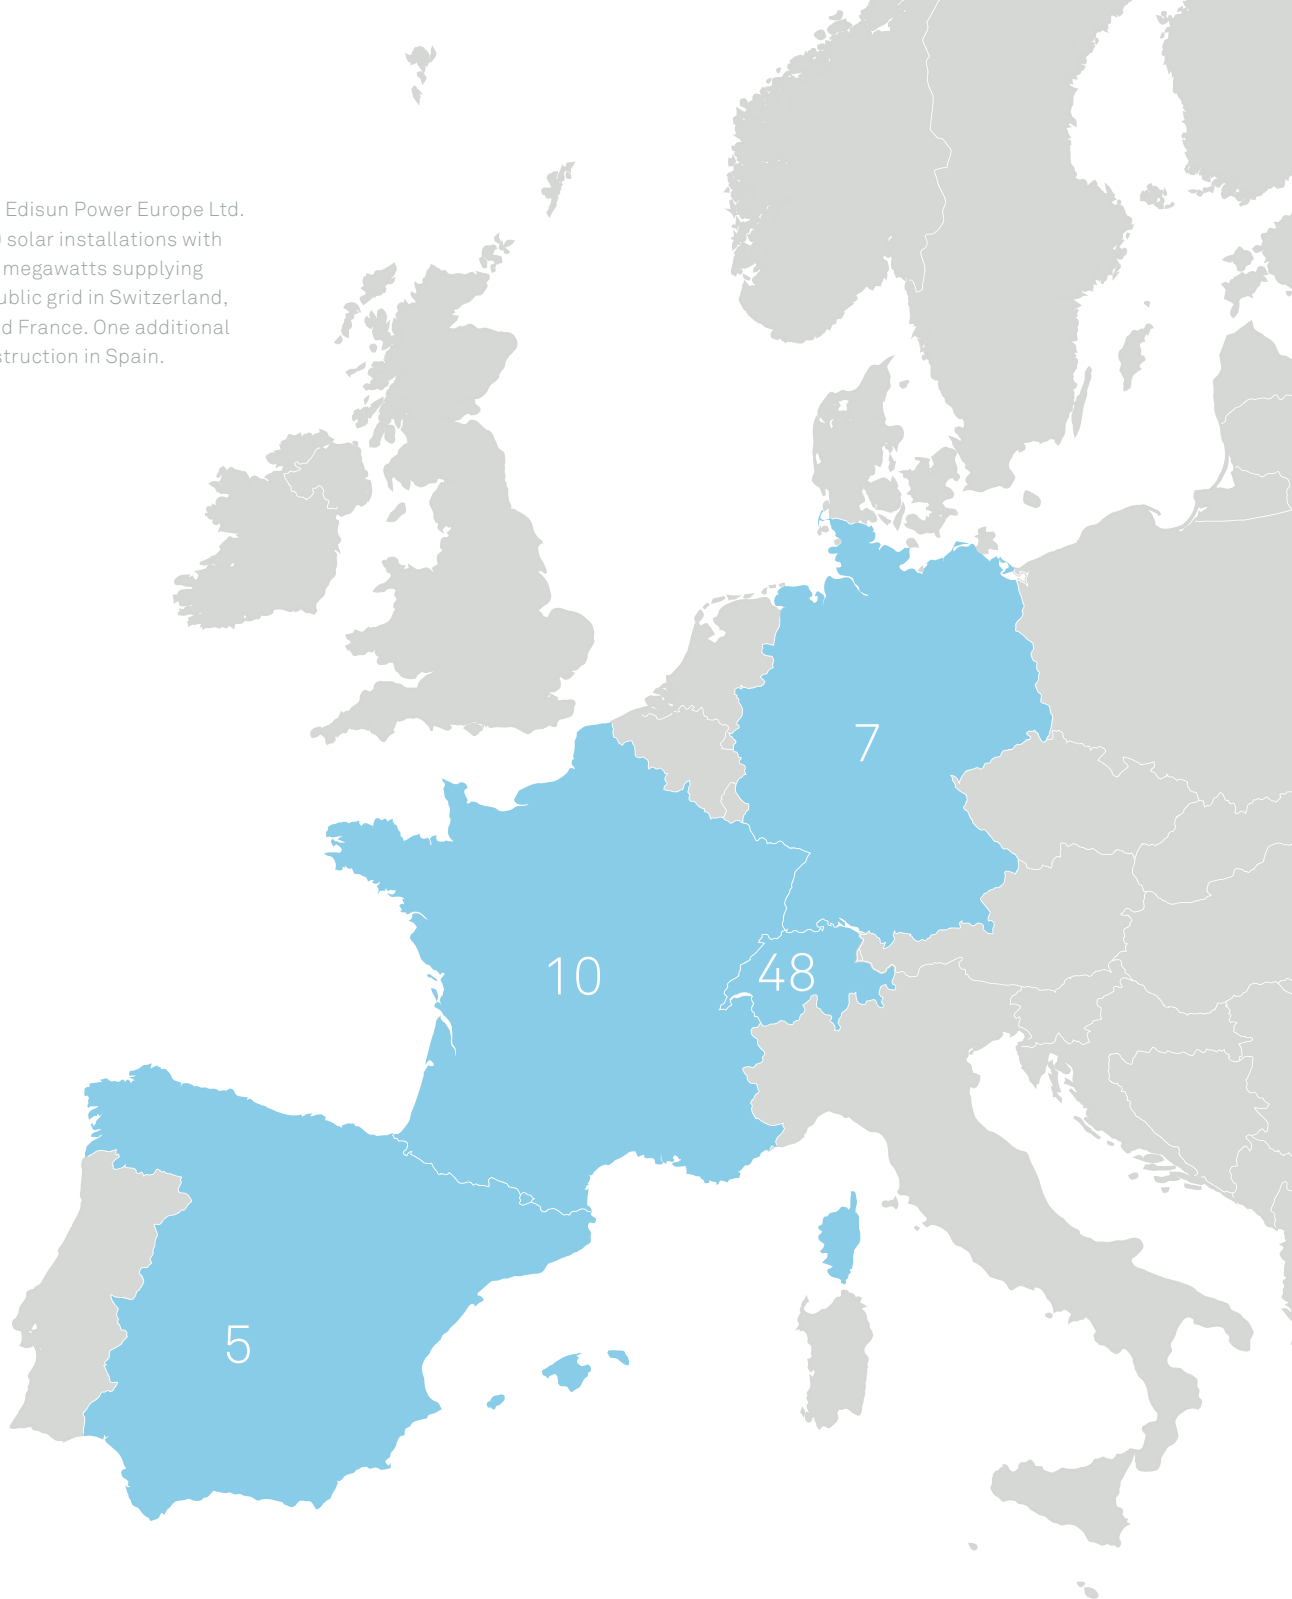 Edisun Power Europe Ltd.
solar installations with
megawatts supplying
ublic grid in Switzerland,
d France. One additional
struction in Spain.
7
10
48
5